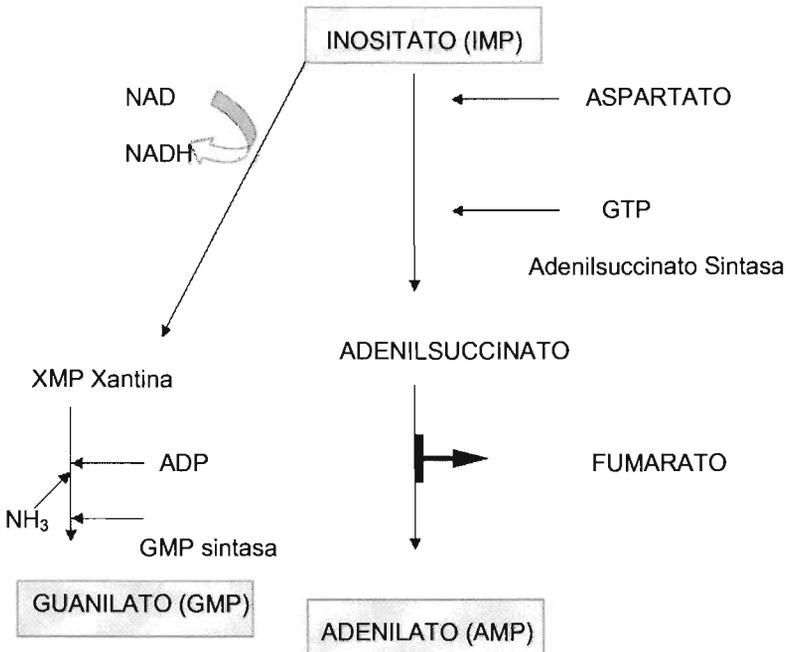 INOSITATO (IMP)
NAD
ASPARTATO
NADH
GTP
Adenilsuccinato Sintasa
ADENILSUCCINATO
XMP Xantina
ADP
FUMARATO
NH₃
GMP sintasa
GUANILATO (GMP)
ADENILATO (AMP)